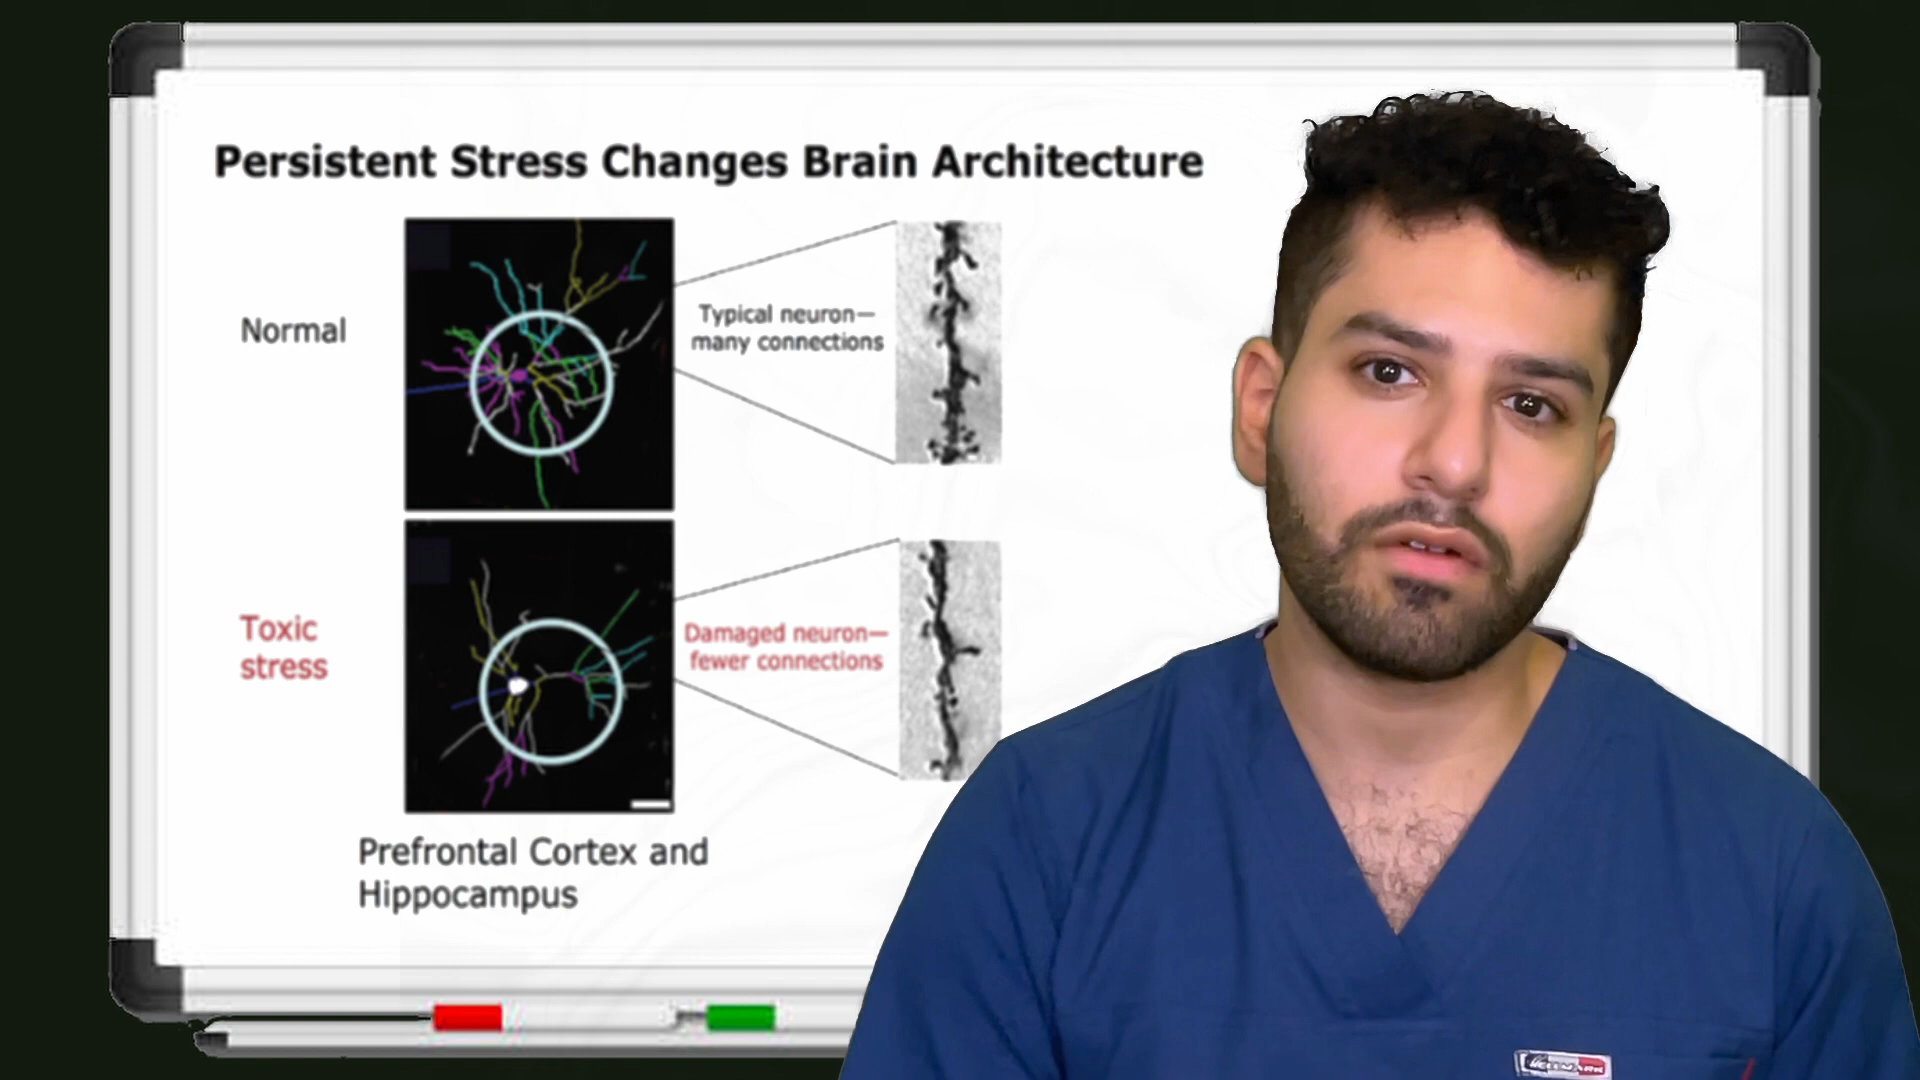 Persistent Stress Changes Brain Architecture
Normal
Typical neuron—
many connections
Toxic
stress
Damaged neuron—
fewer connections
Prefrontal Cortex and
Hippocampus